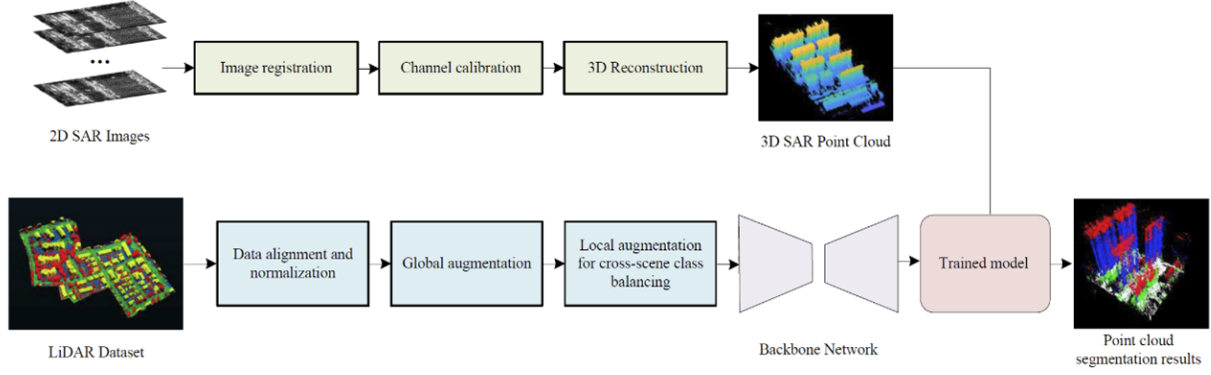 Image registration
Channel calibration
3D Reconstruction
2D SAR Images
3D SAR Point Cloud
Data alignment and
normalization
Global augmentation
Local augmentation
for cross-scene class
balancing
Trained model
LiDAR Dataset
Backbone Network
Point cloud
segmentation results